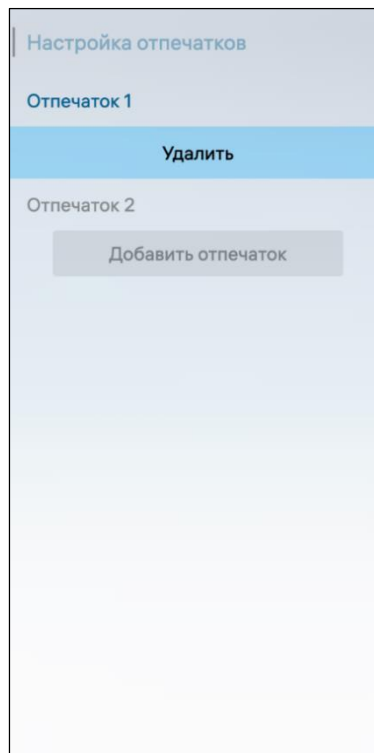 Настройка отпечатков
Отпечаток 1
Удалить
Отпечаток 2
Добавить отпечаток